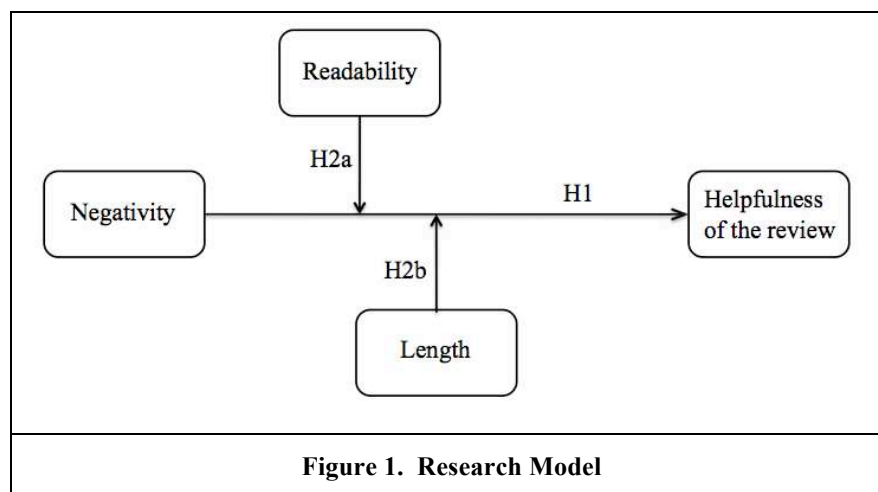 Readability
H2a
Negativity
H1
Helpfulness
of the review
H2b
Length
Figure 1. Research Model